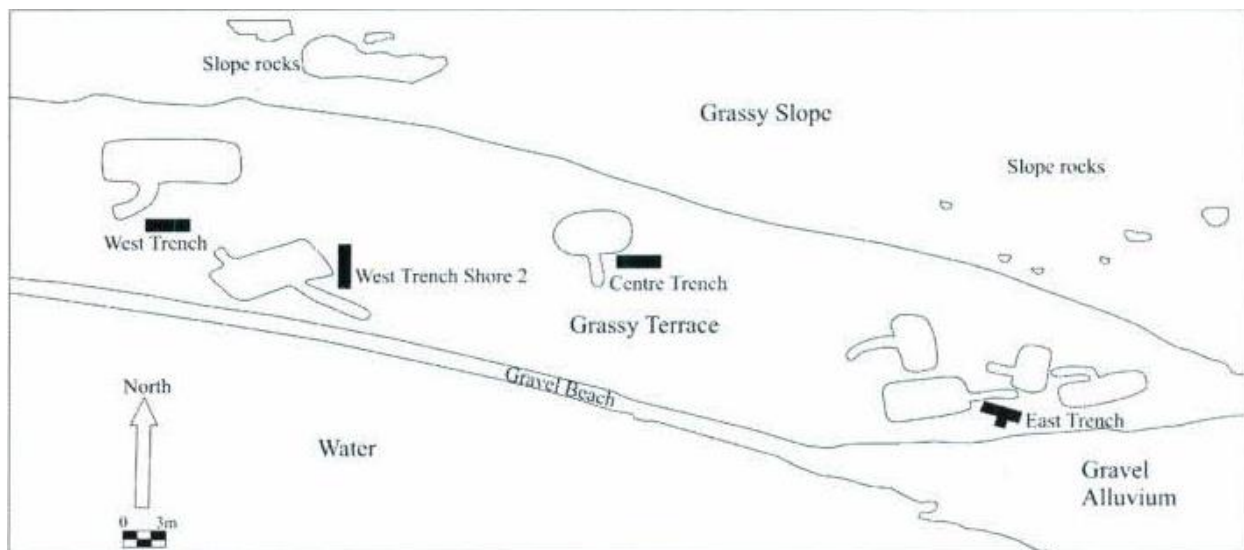 Slope rocks
Grassy Slope
Slope rocks
West Trench
West Trench Shore 2
Centre Trench
Grassy Terrace
Gravel Beach
North
East Trench
Water
Gravel
Alluvium
0 3m